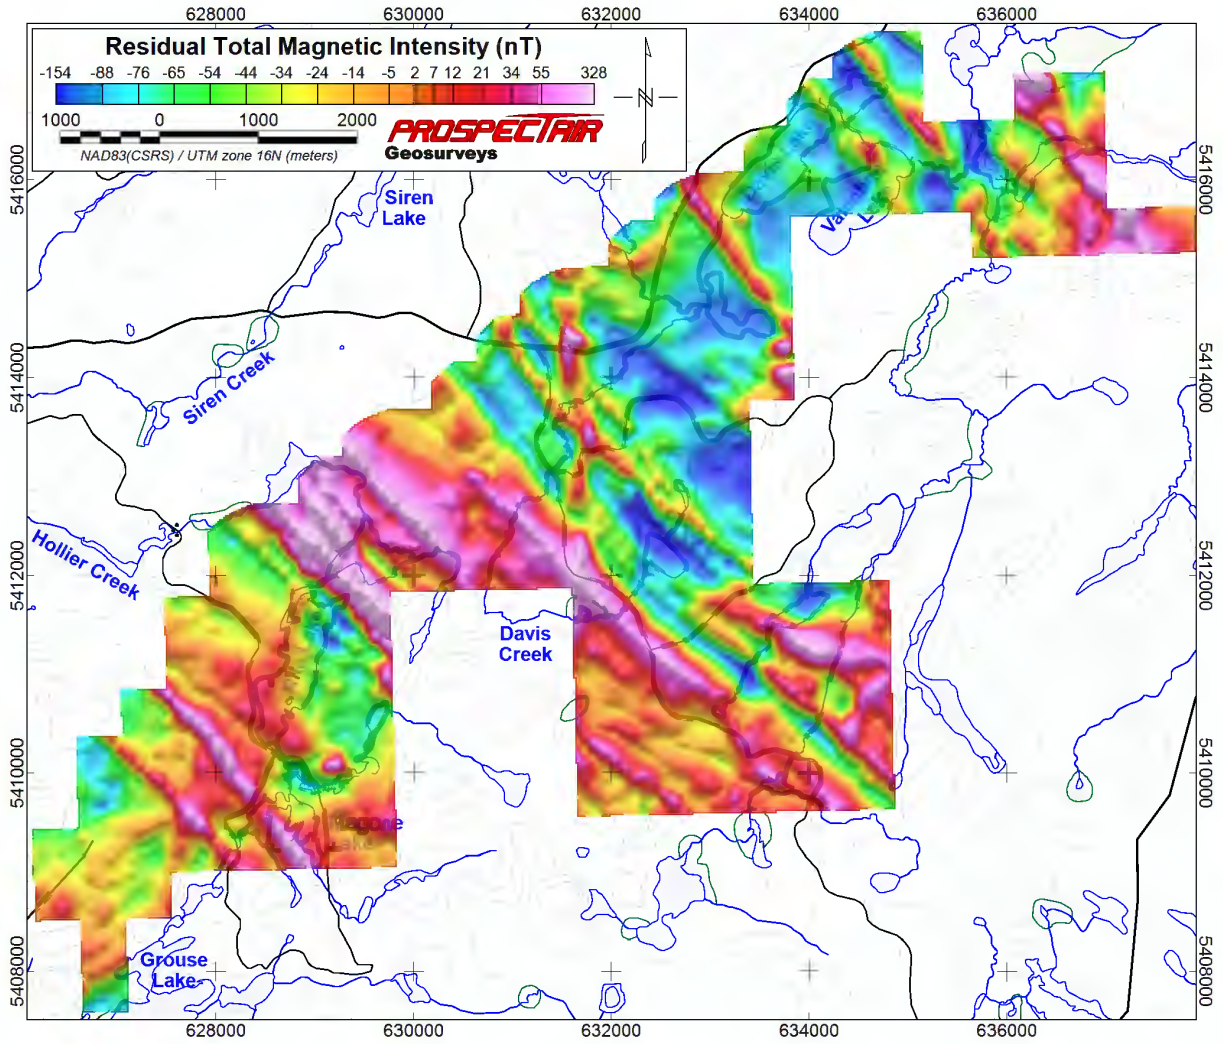 628000 630000 632000 634000 636000
Residual Total Magnetic Intensity (nT)
-154 -88 -76 -65 -54 -44 -34 -24 -14 -5 2 7 12 21 34 55 328
1000 0 1000 2000
NAD83(CSRS) / UTM zone 16N (meters)
PROSPECTAIR
Geosurveys
N
5416000
5416000
Siren
Lake
5414000
5414000
Siren Creek
Hollier Creek
5412000
5412000
Davis
Creek
5410000
5410000
Lake
Grouse
Lake
5408000
5408000
628000 630000 632000 634000 636000